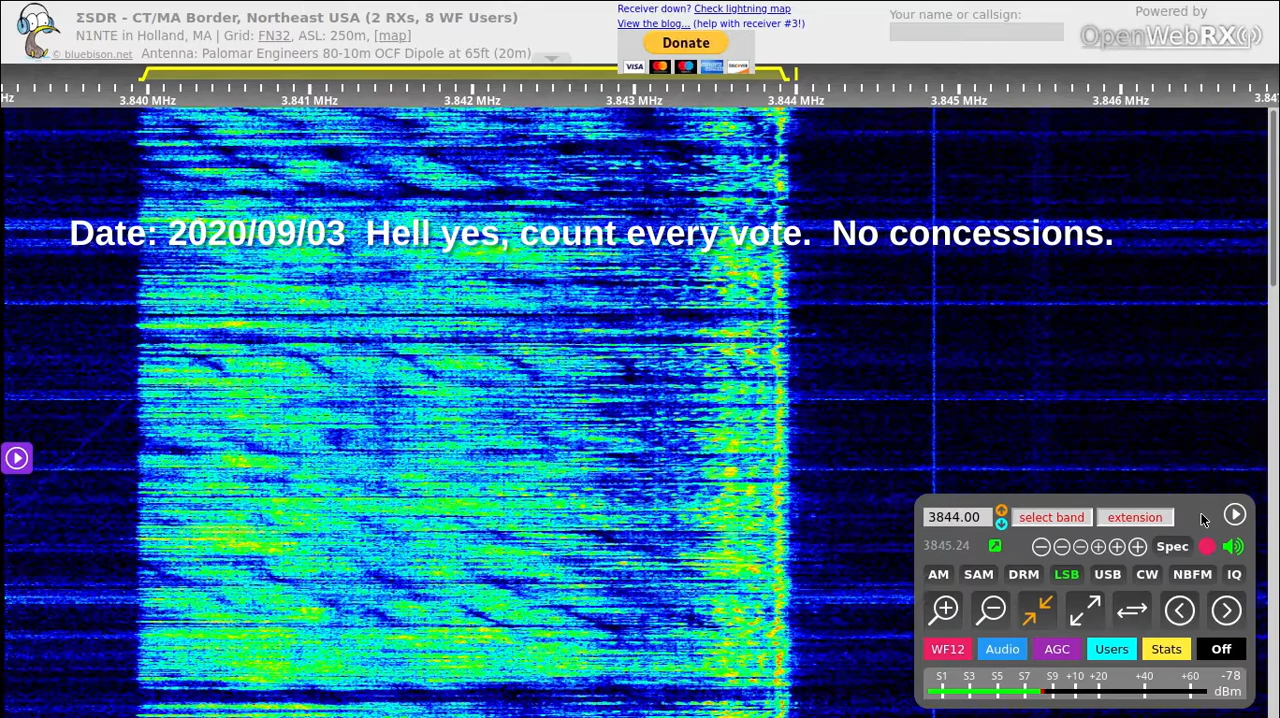 ΣSDR - CT/MA Border, Northeast USA (2 RXs, 8 WF Users)
N1NTE in Holland, MA | Grid: FN32, ASL: 250m, [map]
© bluebison.net Antenna: Palomar Engineers 80-10m OCF Dipole at 65ft (20m)
Receiver down? Check lightning map
View the blog... (help with receiver #3!)
Donate
VISA
DISCOVER
Your name or callsign:
Powered by
OpenWebRX
Hz 3.840 MHz 3.841 MHz 3.842 MHz 3.843 MHz 3.844 MHz 3.845 MHz 3.846 MHz 3.847
Date: 2020/09/03 Hell yes, count every vote. No concessions.
3844.00 select band extension
3845.24 Spec
AM SAM DRM LSB USB CW NBFM IQ
WF12 Audio AGC Users Stats Off
S1 S3 S5 S7 S9 +10 +20 +40 +60 -78
dBm